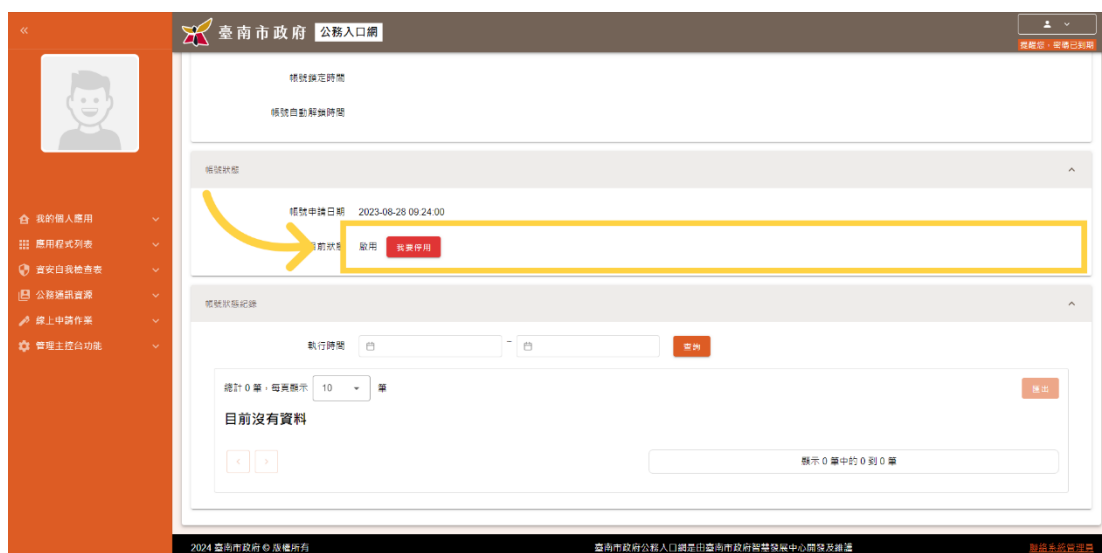 臺南市政府 公務入口網
提醒您，密碼已到期
帳號鎖定時間
帳號自動解鎖時間
帳號狀態
帳號申請日期 2023-08-28 09:24:00
目前狀態 啟用 我要停用
我的個人應用
應用程式列表
資安自我檢查表
公務通訊資源
線上申請作業
管理主控台功能
帳號狀態紀錄
執行時間 - 查詢
總計 0 筆，每頁顯示 10 筆 匯出
目前沒有資料
顯示 0 筆中的 0 到 0 筆
2024 臺南市政府 © 版權所有 臺南市政府公務入口網是由臺南市政府智慧發展中心開發及維護 聯絡系統管理員